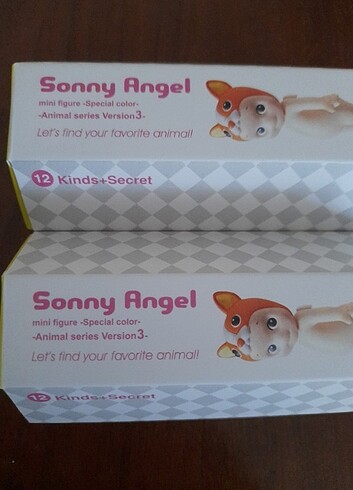 Sonny Angel
mini figure -Special color-
-Animal series Version3-
Let's find your favorite animal!
12 Kinds+Secret
Sonny Angel
mini figure -Special color-
-Animal series Version3-
Let's find your favorite animal!
12 Kinds+Secret